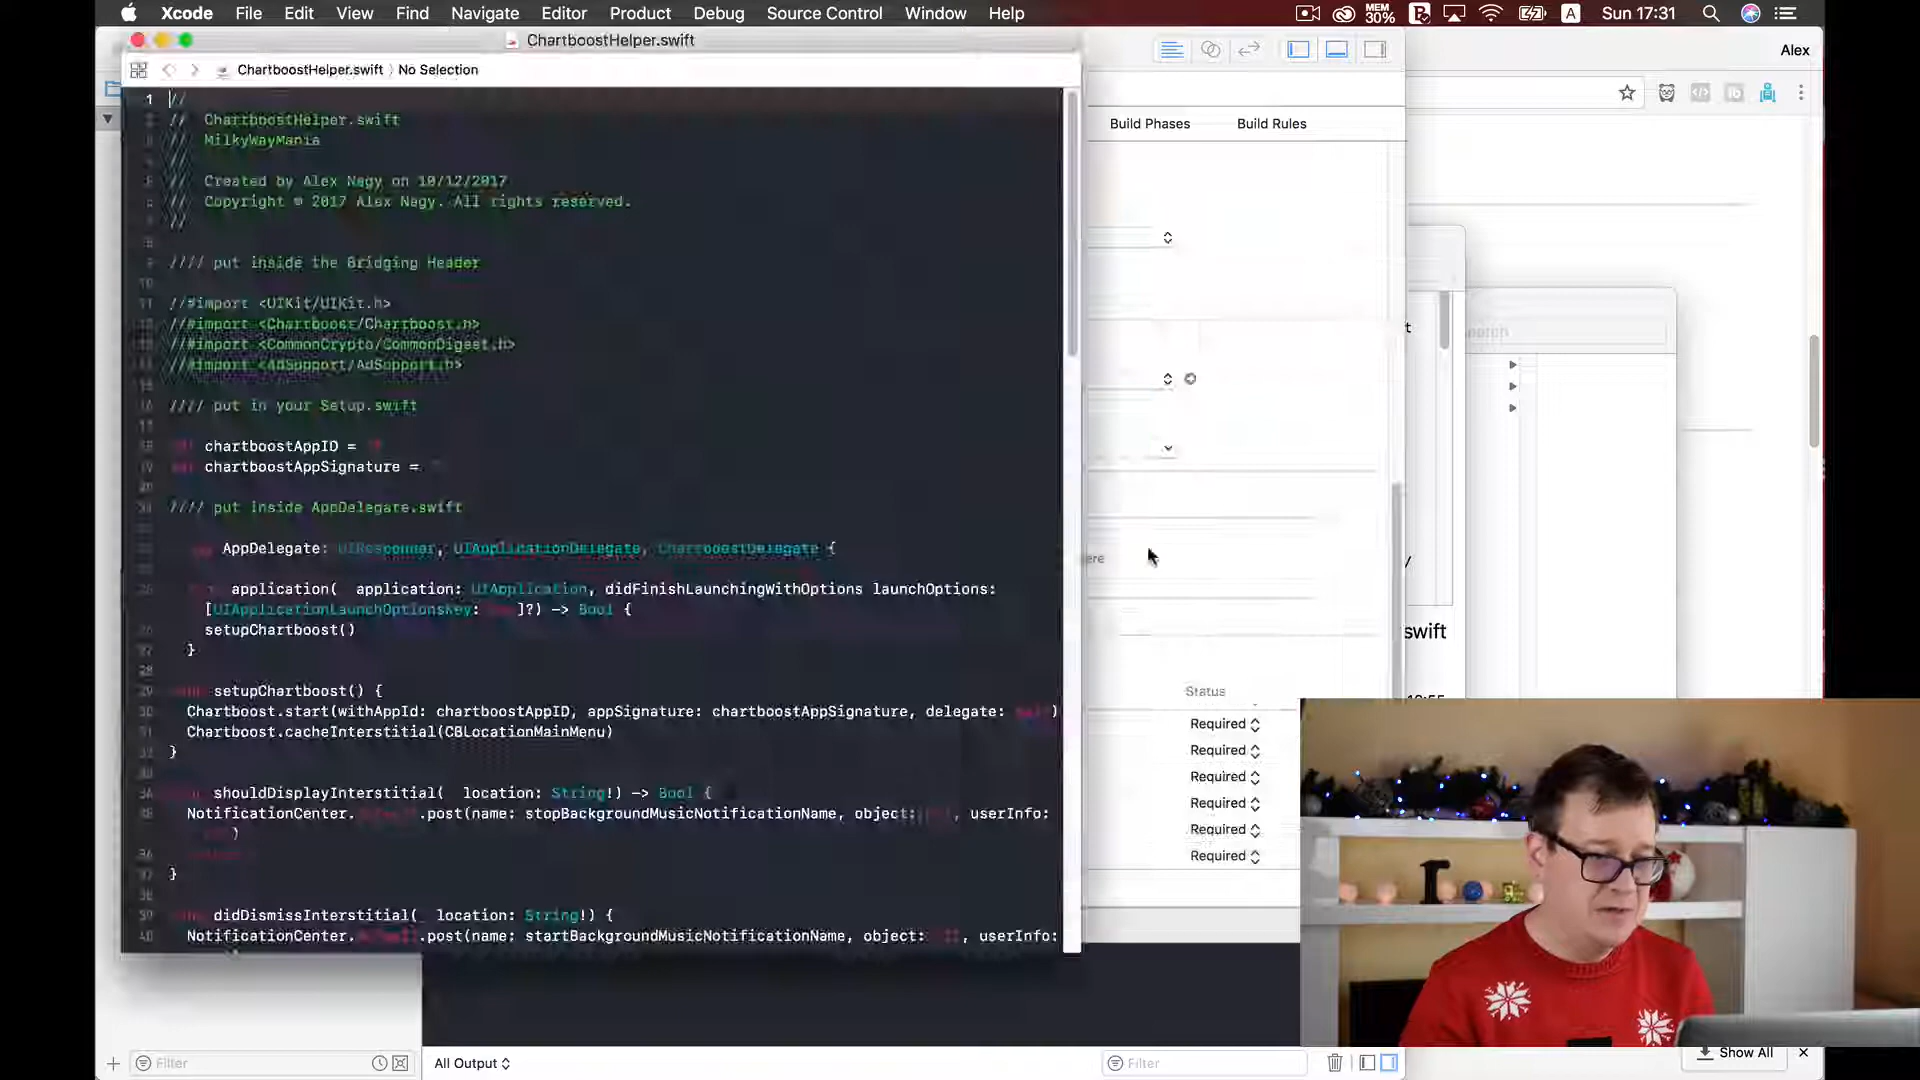 Xcode File Edit View Find Navigate Editor Product Debug Source Control Window Help MEM 30% A Sun 17:31
ChartboostHelper.swift
Alex
ChartboostHelper.swift No Selection
Build Phases Build Rules
1 //
// ChartboostHelper.swift
// MilkyWayMania
//
// Created by Alex Nagy on 10/12/2017
// Copyright © 2017 Alex Nagy. All rights reserved.
//
//// put inside the Bridging Header
//#import <UIKit/UIKit.h>
//#import <Chartboost/Chartboost.h>
//#import <CommonCrypto/CommonDigest.h>
//#import <AdSupport/AdSupport.h>
//// put in your Setup.swift
chartboostAppID =
chartboostAppSignature =
//// put inside AppDelegate.swift
AppDelegate: UIResponder, UIApplicationDelegate, ChartboostDelegate {
ere
application( application: UIApplication, didFinishLaunchingWithOptions launchOptions:
[UIApplicationLaunchOptionsKey: ]?) -> Bool {
setupChartboost()
swift
}
setupChartboost() {
Status
Chartboost.start(withAppId: chartboostAppID, appSignature: chartboostAppSignature, delegate: self)
Required
Chartboost.cacheInterstitial(CBLocationMainMenu)
Required
}
Required
shouldDisplayInterstitial( location: String!) -> Bool {
Required
NotificationCenter. .post(name: stopBackgroundMusicNotificationName, object: , userInfo:
)
Required
Required
}
didDismissInterstitial( location: String!) {
NotificationCenter. .post(name: startBackgroundMusicNotificationName, object: , userInfo:
Filter All Output Filter Show All